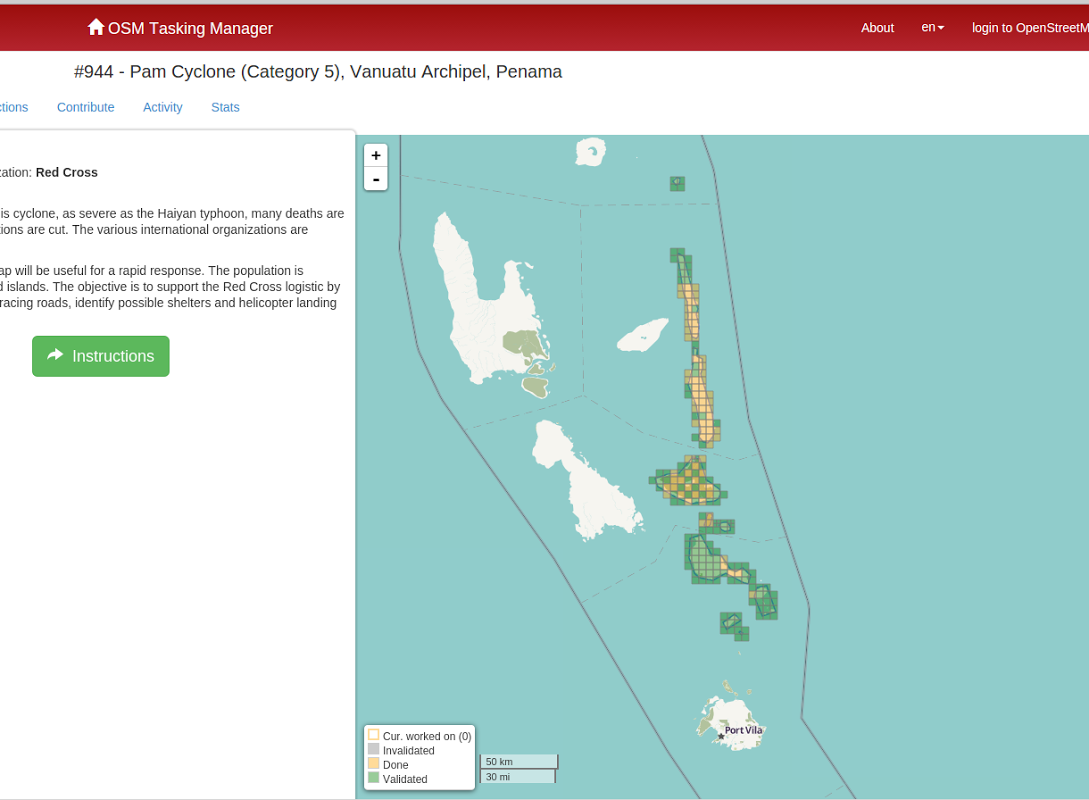 OSM Tasking Manager
About
en
login to OpenStreetM
#944 - Pam Cyclone (Category 5), Vanuatu Archipel, Penama
ctions
Contribute
Activity
Stats
zation: Red Cross
is cyclone, as severe as the Haiyan typhoon, many deaths are
tions are cut. The various international organizations are
ap will be useful for a rapid response. The population is
d islands. The objective is to support the Red Cross logistic by
racing roads, identify possible shelters and helicopter landing
Instructions
+
-
Port Vila
Cur. worked on (0)
Invalidated
Done
Validated
50 km
30 mi